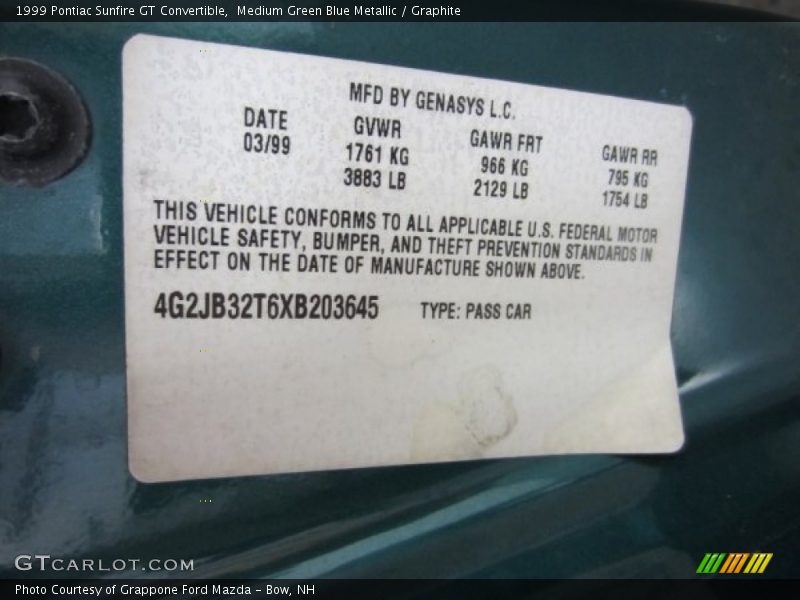 1999 Pontiac Sunfire GT Convertible,  Medium Green Blue Metallic / Graphite
MFD BY GENASYS L.C.
DATE GVWR GAWR FRT GAWR RR
03/99 1761 KG 966 KG 795 KG
3883 LB 2129 LB 1754 LB
THIS VEHICLE CONFORMS TO ALL APPLICABLE U.S. FEDERAL MOTOR
VEHICLE SAFETY, BUMPER, AND THEFT PREVENTION STANDARDS IN
EFFECT ON THE DATE OF MANUFACTURE SHOWN ABOVE.
4G2JB32T6XB203645 TYPE: PASS CAR
GTCARLOT.COM
Photo Courtesy of Grappone Ford Mazda – Bow, NH